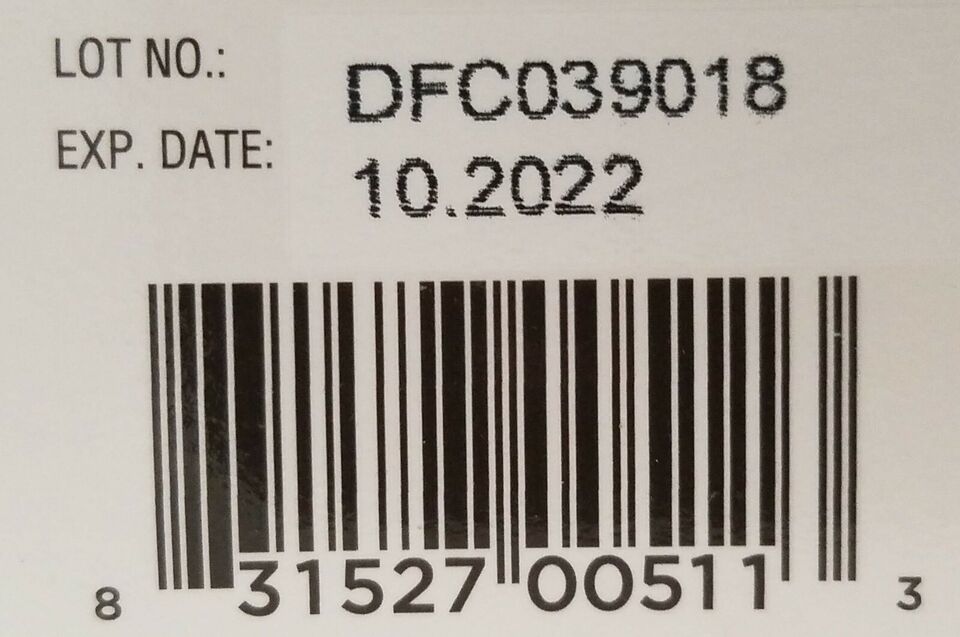 LOT NO.: DFC039018
EXP. DATE: 10.2022
8 31527 00511 3